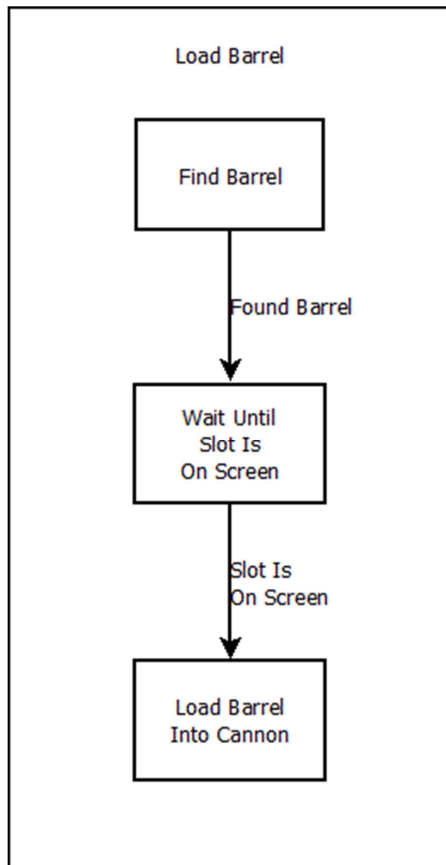 Load Barrel
Find Barrel
Found Barrel
Wait Until
Slot Is
On Screen
Slot Is
On Screen
Load Barrel
Into Cannon